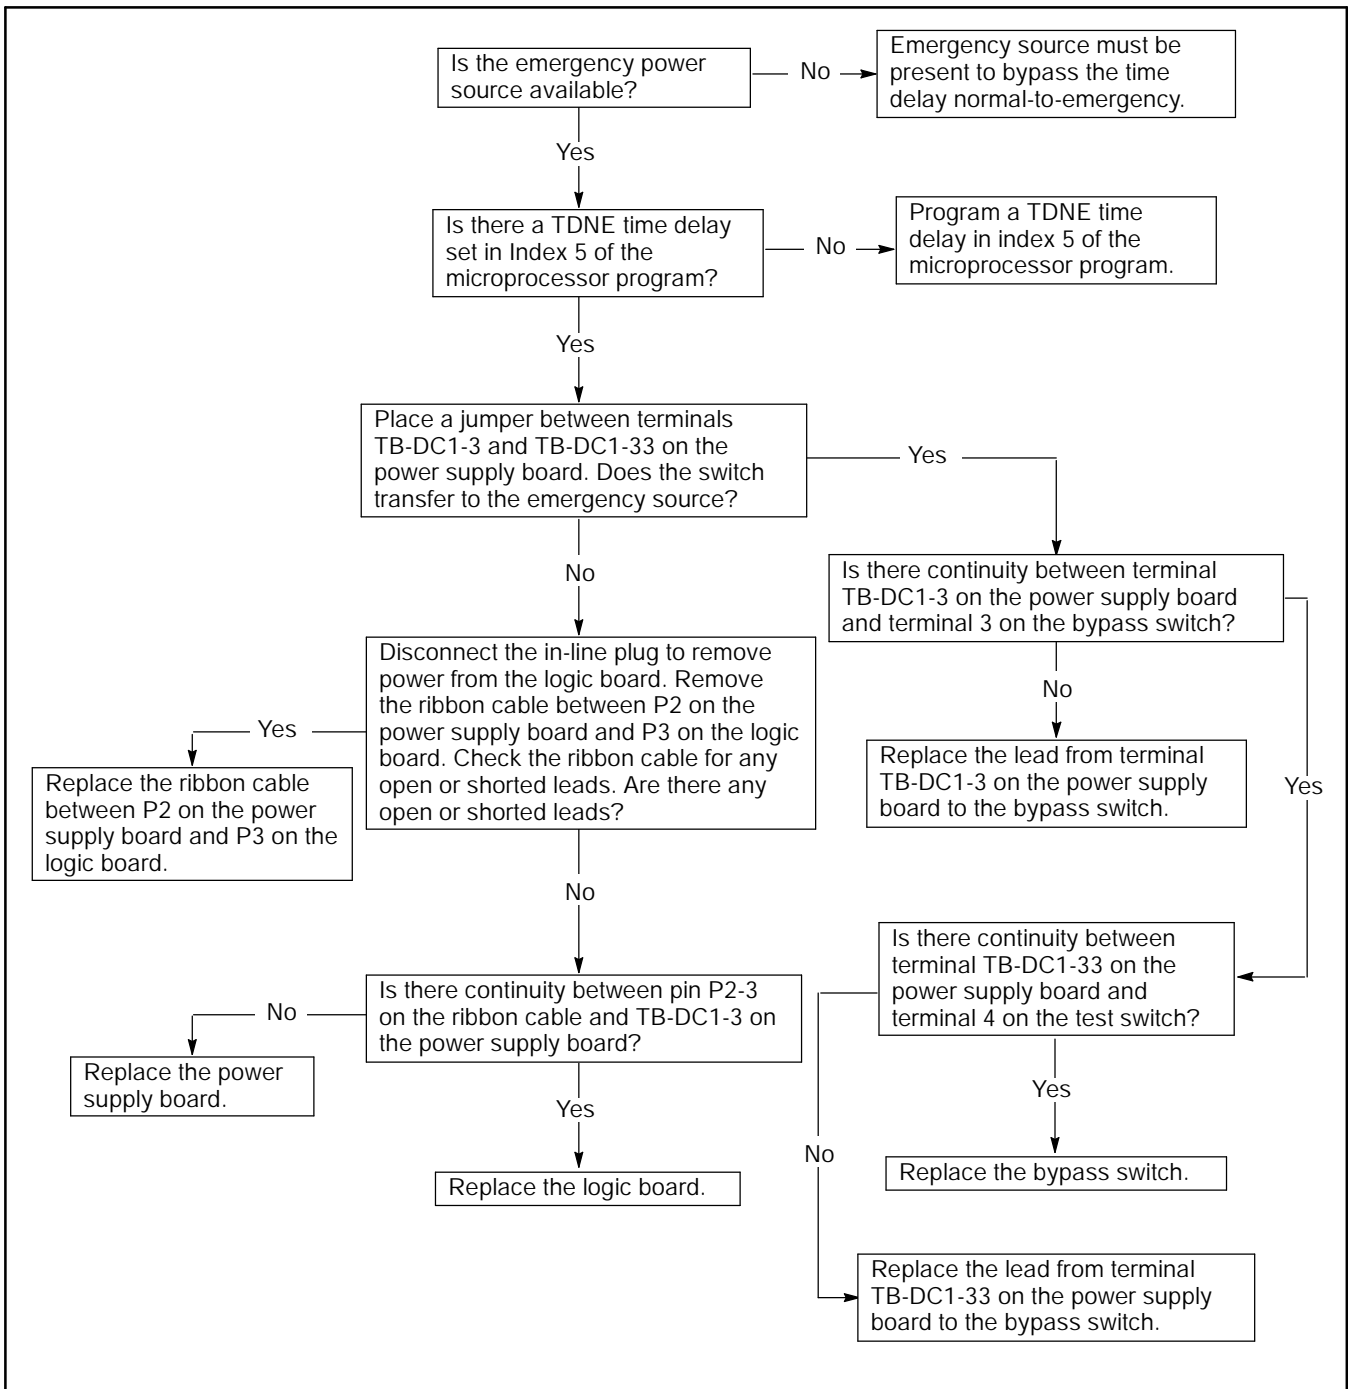 Is the emergency power
source available?
No
Emergency source must be
present to bypass the time
delay normal-to-emergency.
Yes
Is there a TDNE time delay
set in Index 5 of the
microprocessor program?
No
Program a TDNE time
delay in index 5 of the
microprocessor program.
Yes
Place a jumper between terminals
TB-DC1-3 and TB-DC1-33 on the
power supply board. Does the switch
transfer to the emergency source?
Yes
No
Is there continuity between terminal
TB-DC1-3 on the power supply board
and terminal 3 on the bypass switch?
Disconnect the in-line plug to remove
power from the logic board. Remove
the ribbon cable between P2 on the
power supply board and P3 on the logic
board. Check the ribbon cable for any
open or shorted leads. Are there any
open or shorted leads?
Yes
No
Replace the ribbon cable
between P2 on the power
supply board and P3 on the
logic board.
Replace the lead from terminal
TB-DC1-3 on the power supply
board to the bypass switch.
Yes
No
Is there continuity between
terminal TB-DC1-33 on the
power supply board and
terminal 4 on the test switch?
Is there continuity between pin P2-3
on the ribbon cable and TB-DC1-3 on
the power supply board?
No
Replace the power
supply board.
Yes
Yes
No
Replace the bypass switch.
Replace the logic board.
Replace the lead from terminal
TB-DC1-33 on the power supply
board to the bypass switch.